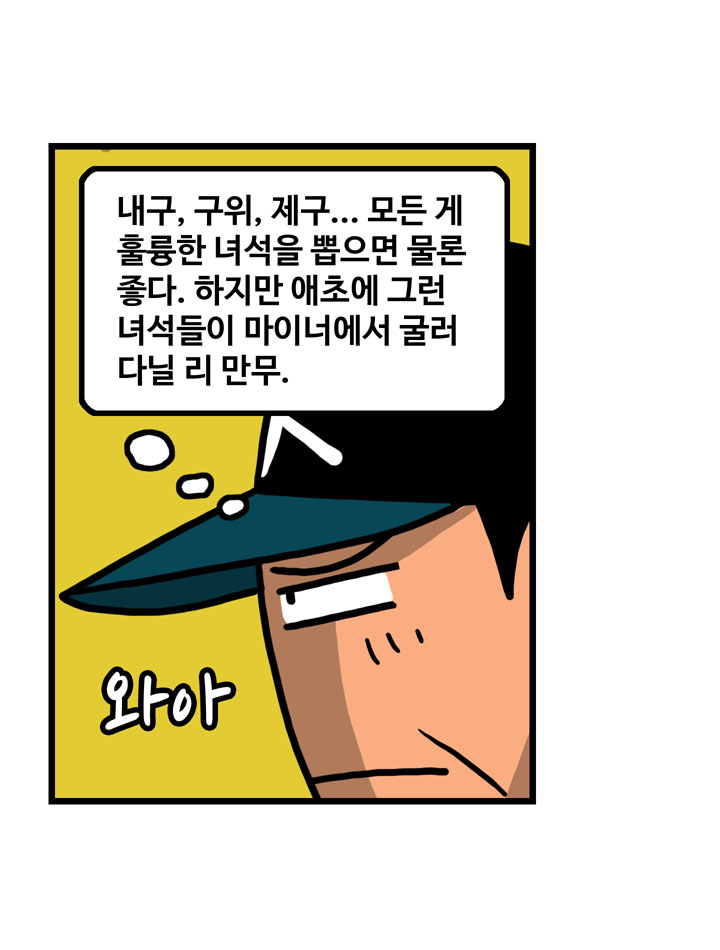 내구, 구위, 제구... 모든 게
훌륭한 녀석을 뽑으면 물론
좋다. 하지만 애초에 그런
녀석들이 마이너에서 굴러
다닐 리 만무.
와아